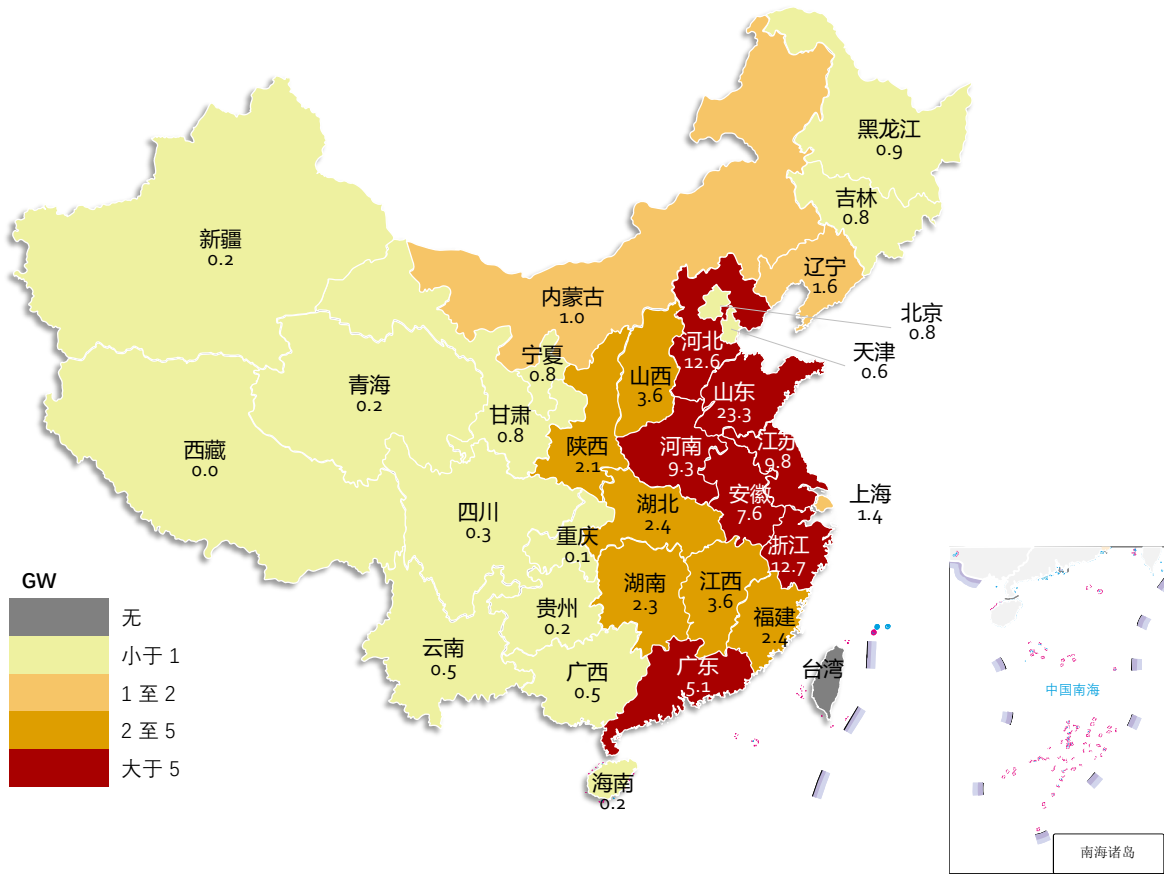 黑龙江
0.9
吉林
0.8
新疆
0.2
辽宁
1.6
内蒙古
1.0
北京
0.8
河北
12.6
天津
0.6
宁夏
0.8
山西
3.6
青海
0.2
山东
23.3
甘肃
0.8
西藏
0.0
陕西
2.1
河南
9.3
江苏
9.8
安徽
7.6
上海
1.4
湖北
2.4
四川
0.3
重庆
0.1
浙江
12.7
湖南
2.3
江西
3.6
贵州
0.2
福建
2.4
云南
0.5
广西
0.5
广东
5.1
台湾
海南
0.2
GW
无
小于 1
1 至 2
2 至 5
大于 5
中国南海
南海诸岛